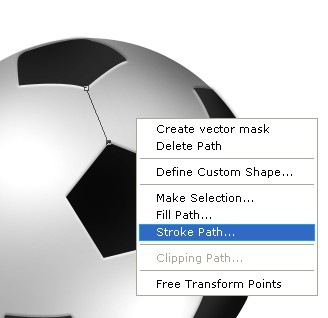 Create vector mask
Delete Path
Define Custom Shape...
Make Selection...
Fill Path...
Stroke Path...
Clipping Path...
Free Transform Points